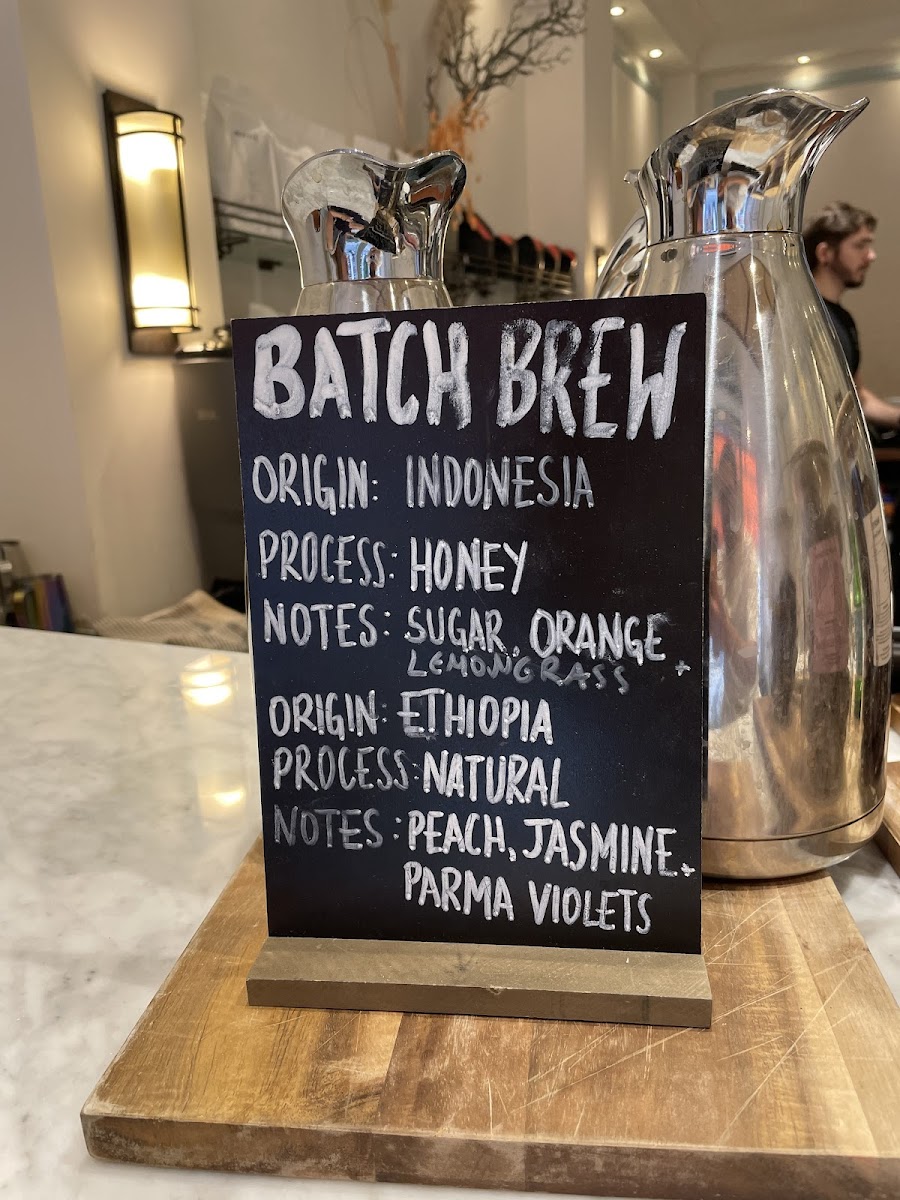 BATCH BREW
ORIGIN: INDONESIA
PROCESS: HONEY
NOTES: SUGAR, ORANGE +
LEMONGRASS
ORIGIN: ETHIOPIA
PROCESS: NATURAL
NOTES: PEACH, JASMINE +
PARMA VIOLETS